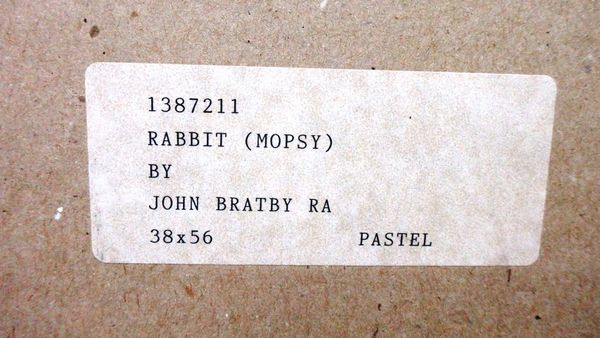 1387211
RABBIT (MOPSY)
BY
JOHN BRATBY RA
38x56 PASTEL